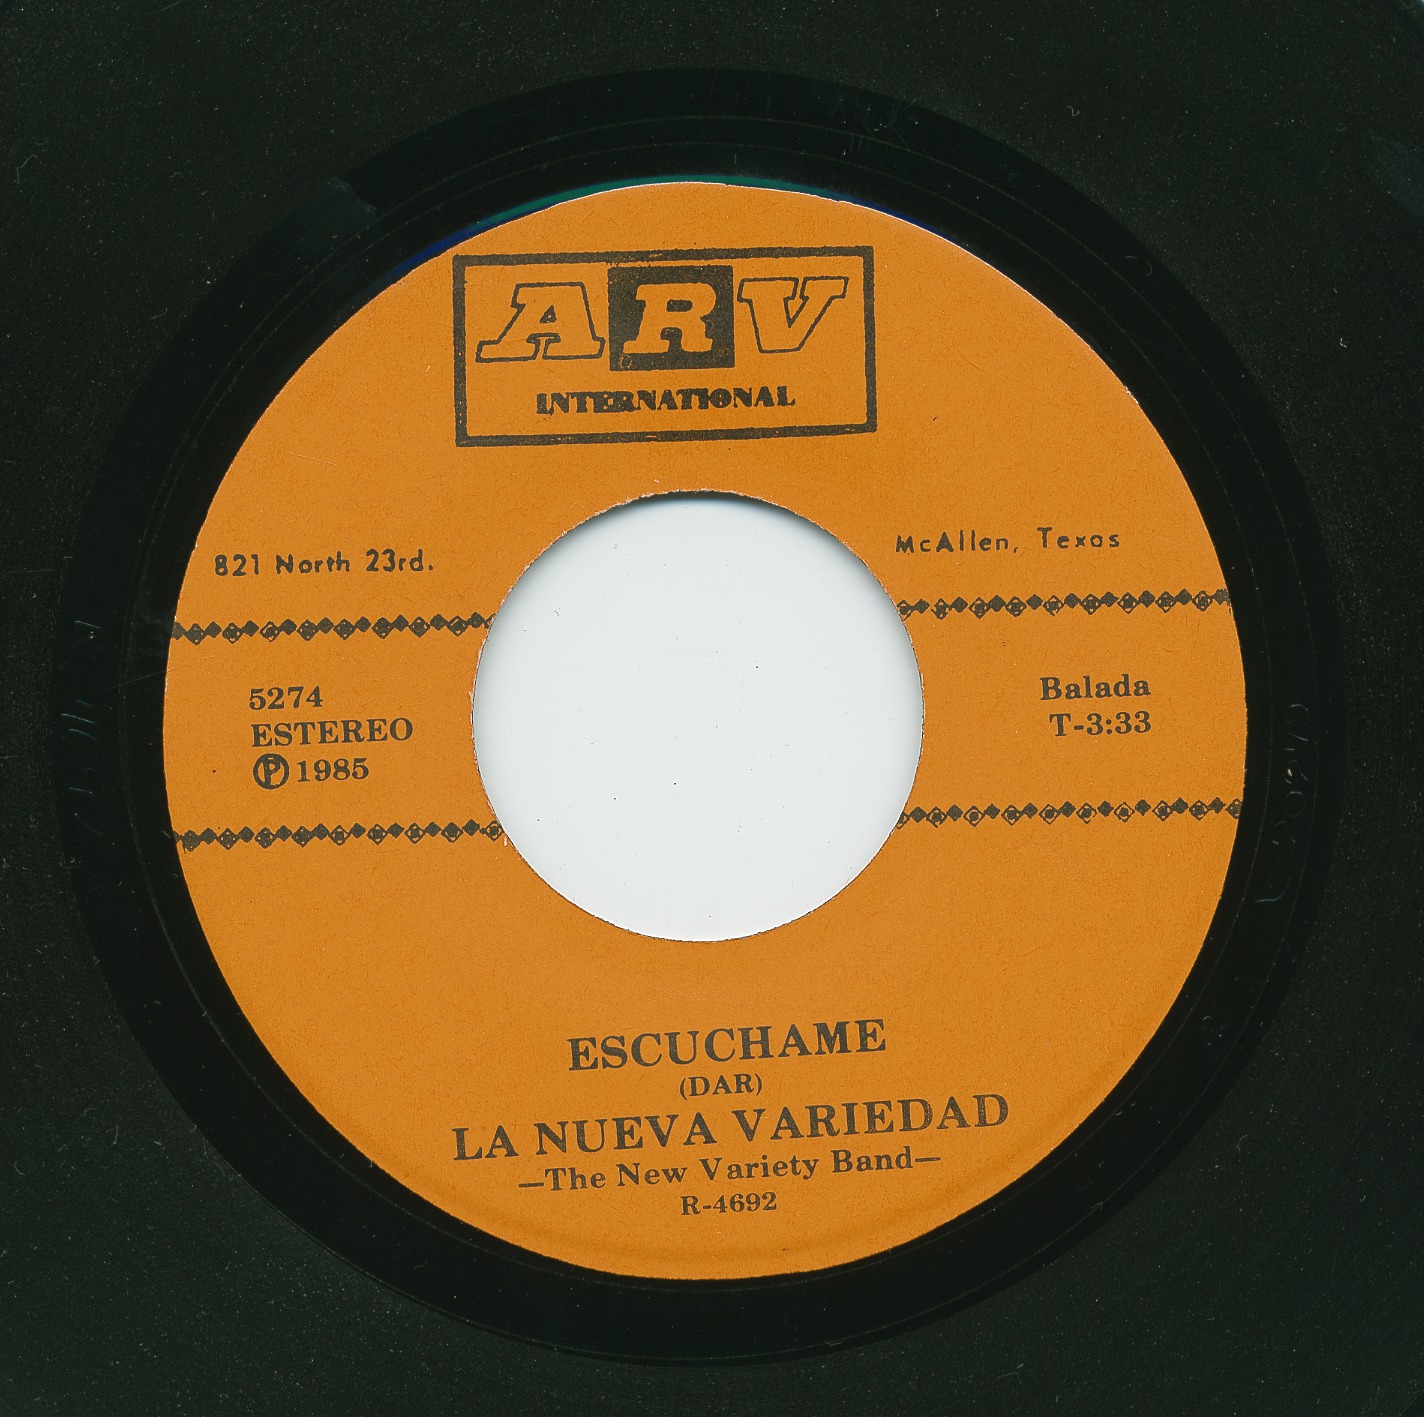 ARV
INTERNATIONAL
821 North 23rd.
McAllen, Texas
5274
ESTEREO
Ⓟ 1985
Balada
T-3:33
ESCUCHAME
(DAR)
LA NUEVA VARIEDAD
—The New Variety Band—
R-4692